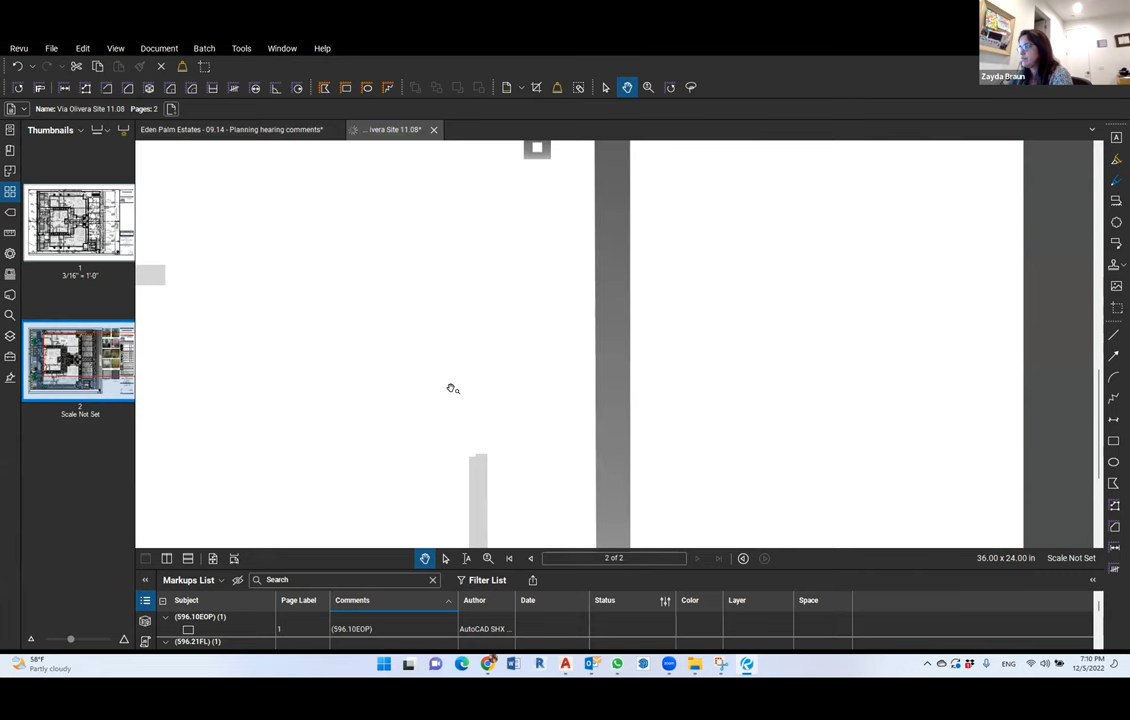 Zayda Braun
Revu File Edit View Document Batch Tools Window Help
Name: Via Olivera Site 11.08 Pages: 2
Thumbnails
Eden Palm Estates - 09.14 - Planning hearing comments* ... ivera Site 11.08*
1
3/16" = 1'-0"
2
Scale Not Set
2 of 2 36.00 x 24.00 in Scale Not Set
Markups List Search Filter List
Subject Page Label Comments Author Date Status Color Layer Space
(596.10EOP) (1)
1 (596.10EOP) AutoCAD SHX ...
(596.21FL) (1)
58°F
Partly cloudy
ENG
7:10 PM
12/5/2022